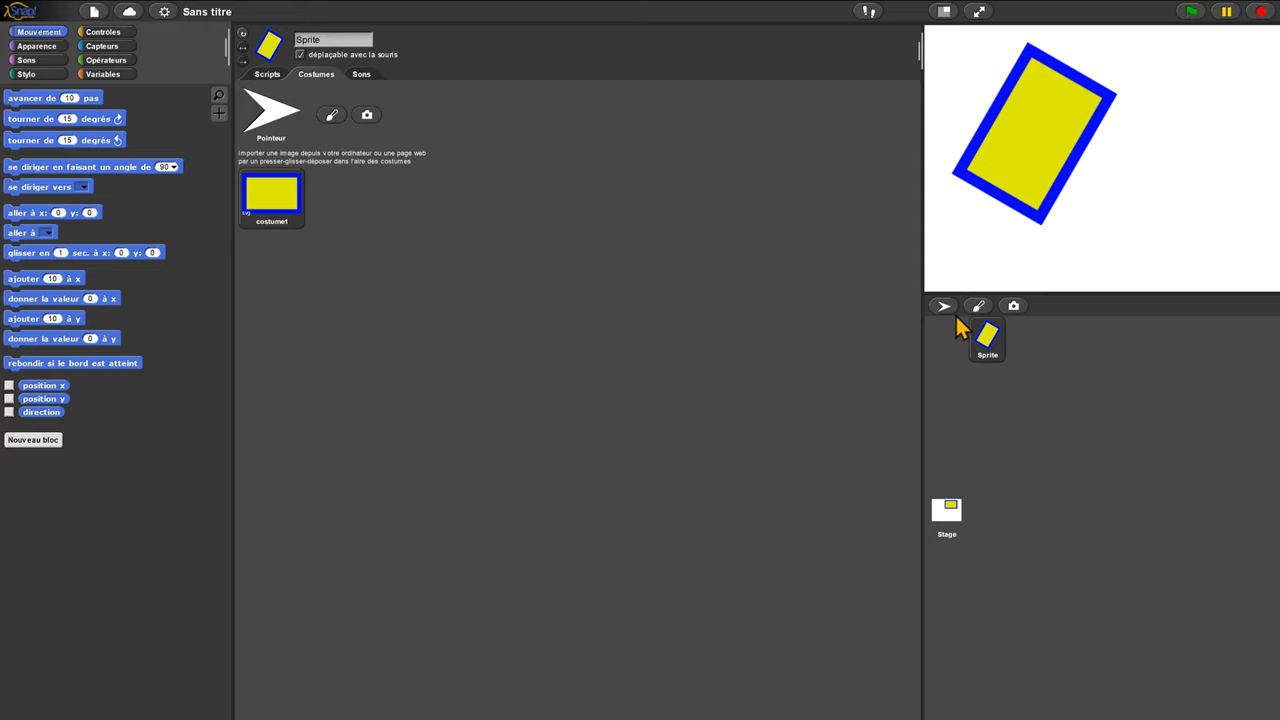 Snap!
Sans titre
Mouvement
Contrôles
Apparence
Capteurs
Sons
Opérateurs
Stylo
Variables
avancer de 10 pas
tourner de 15 degrés
tourner de 15 degrés
se diriger en faisant un angle de 90
se diriger vers
aller à x: 0 y: 0
aller à
glisser en 1 sec. à x: 0 y: 0
ajouter 10 à x
donner la valeur 0 à x
ajouter 10 à y
donner la valeur 0 à y
rebondir si le bord est atteint
position x
position y
direction
Nouveau bloc
Sprite
déplaçable avec la souris
Scripts
Costumes
Sons
Pointeur
Importer une image depuis votre ordinateur ou une page web
par un presser-glisser-déposer dans l'aire des costumes
svg
costume1
Sprite
Stage